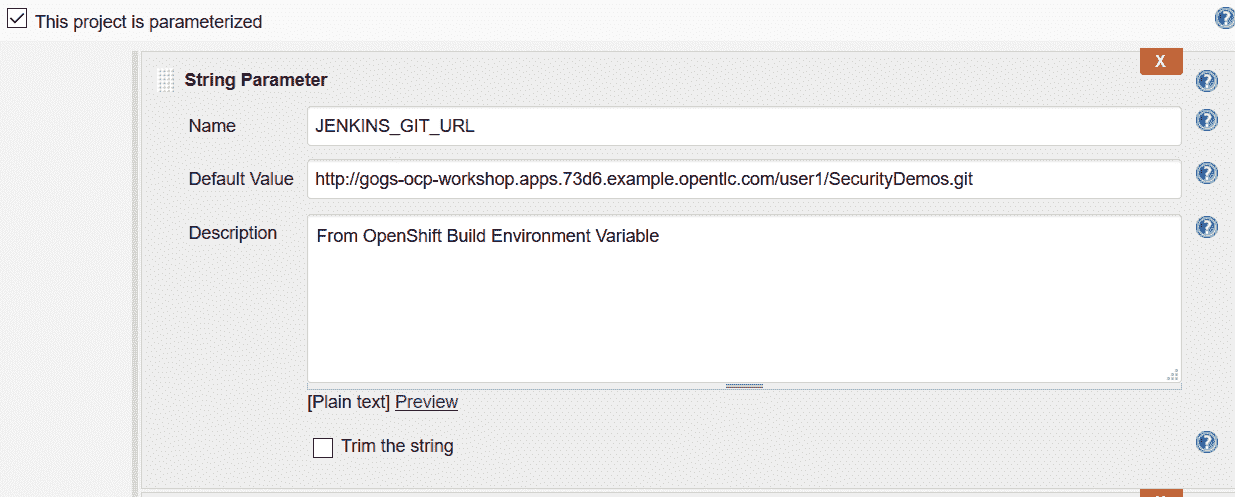 This project is parameterized
?
X
String Parameter
?
Name
JENKINS_GIT_URL
?
Default Value
http://gogs-ocp-workshop.apps.73d6.example.opentlc.com/user1/SecurityDemos.git
?
Description
From OpenShift Build Environment Variable
?
[Plain text] Preview
Trim the string
?